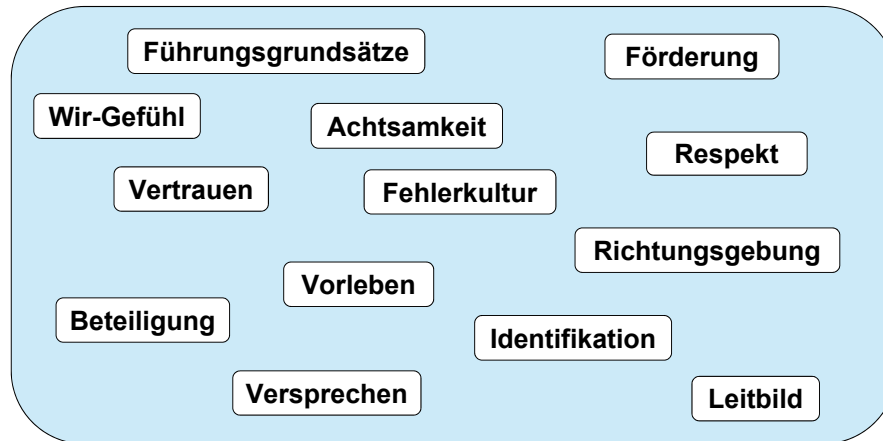 Führungsgrundsätze
Förderung
Wir-Gefühl
Achtsamkeit
Respekt
Vertrauen
Fehlerkultur
Richtungsgebung
Vorleben
Beteiligung
Identifikation
Versprechen
Leitbild